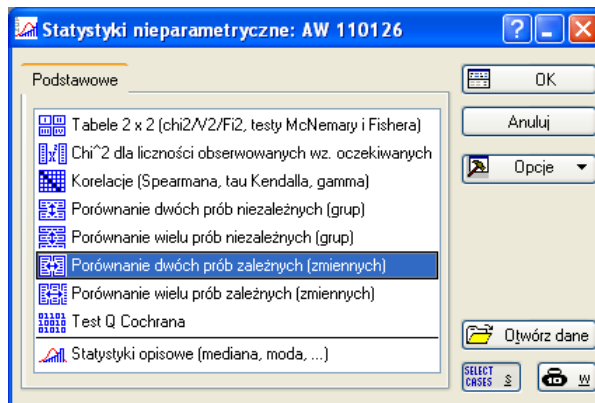 Statystyki nieparametryczne: AW 110126
Podstawowe
Tabele 2 x 2 (chi2/V2/Fi2, testy McNemary i Fishera)
Chi^2 dla liczności obserwowanych wz. oczekiwanych
Korelacje (Spearmana, tau Kendalla, gamma)
Porównanie dwóch prób niezależnych (grup)
Porównanie wielu prób niezależnych (grup)
Porównanie dwóch prób zależnych (zmiennych)
Porównanie wielu prób zależnych (zmiennych)
Test Q Cochrana
Statystyki opisowe (mediana, moda, ...)
OK
Anuluj
Opcje
Otwórz dane
SELECT
CASES S
W